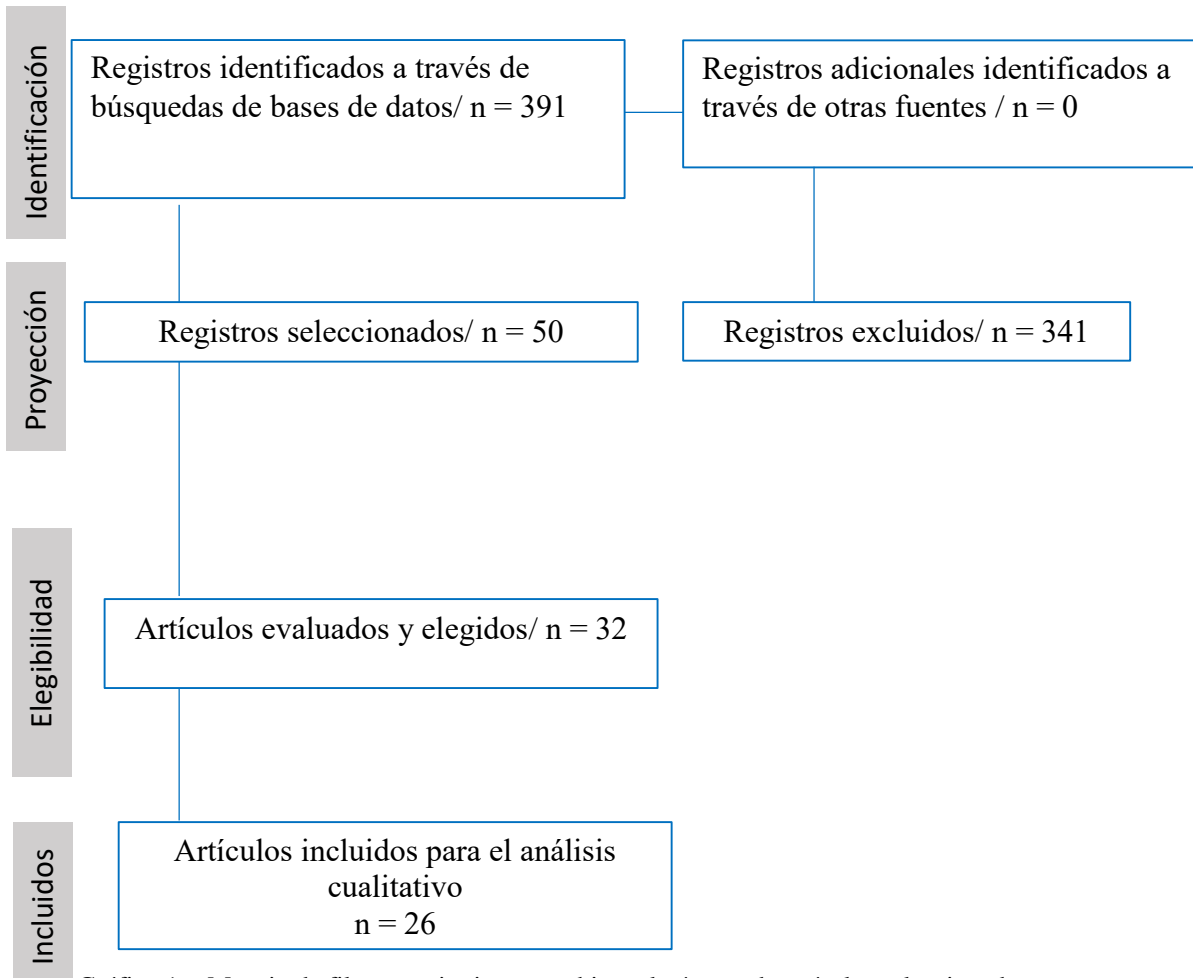 Identificación
Registros identificados a través de
búsquedas de bases de datos/ n = 391
Registros adicionales identificados a
través de otras fuentes / n = 0
Proyección
Registros seleccionados/ n = 50
Registros excluidos/ n = 341
Elegibilidad
Artículos evaluados y elegidos/ n = 32
Incluidos
Artículos incluidos para el análisis
cualitativo
n = 26